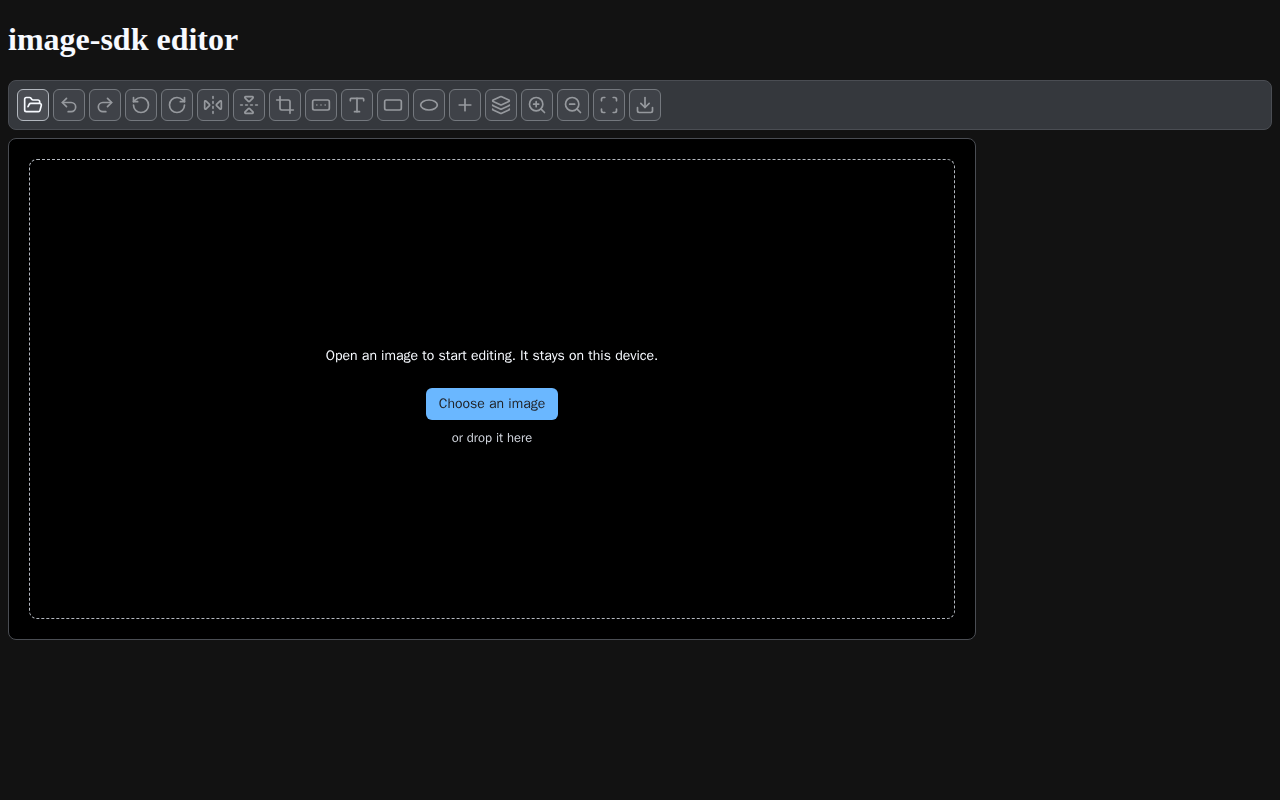 image-sdk editor
Open an image to start editing. It stays on this device.
Choose an image
or drop it here